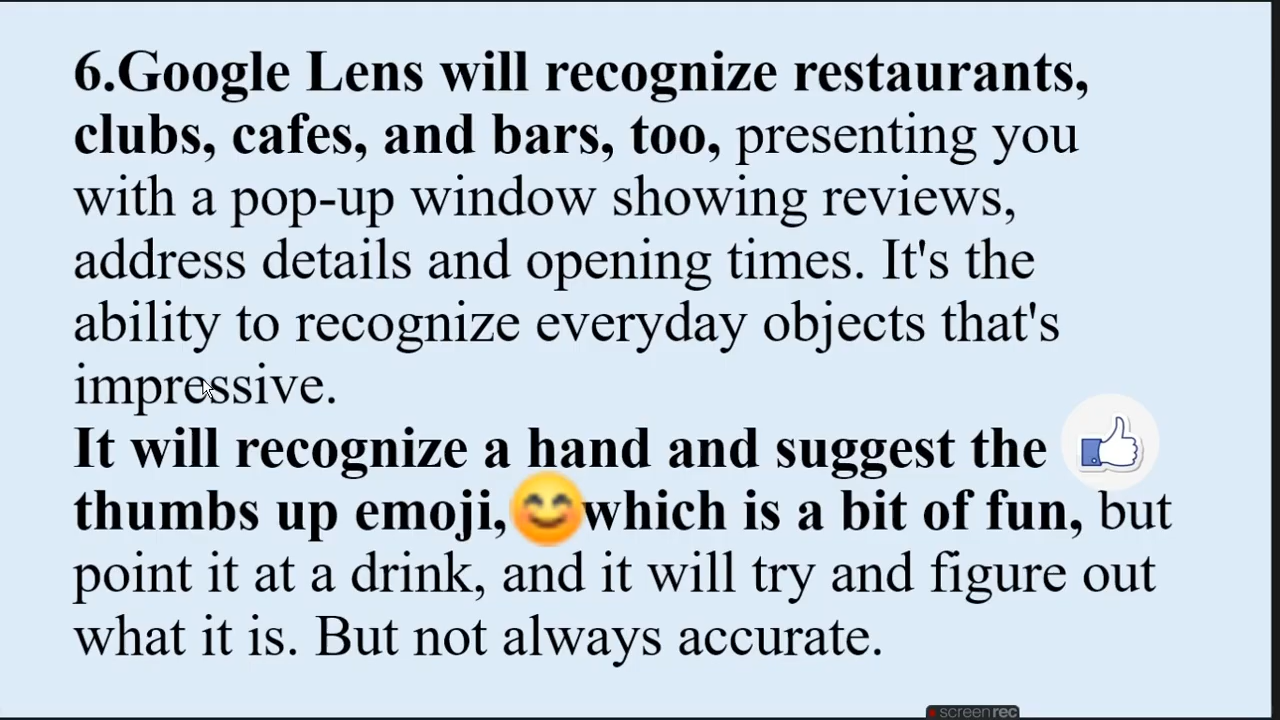 6.Google Lens will recognize restaurants,
clubs, cafes, and bars, too, presenting you
with a pop-up window showing reviews,
address details and opening times. It's the
ability to recognize everyday objects that's
impressive.
It will recognize a hand and suggest the
thumbs up emoji,😊which is a bit of fun, but
point it at a drink, and it will try and figure out
what it is. But not always accurate.
screenrec